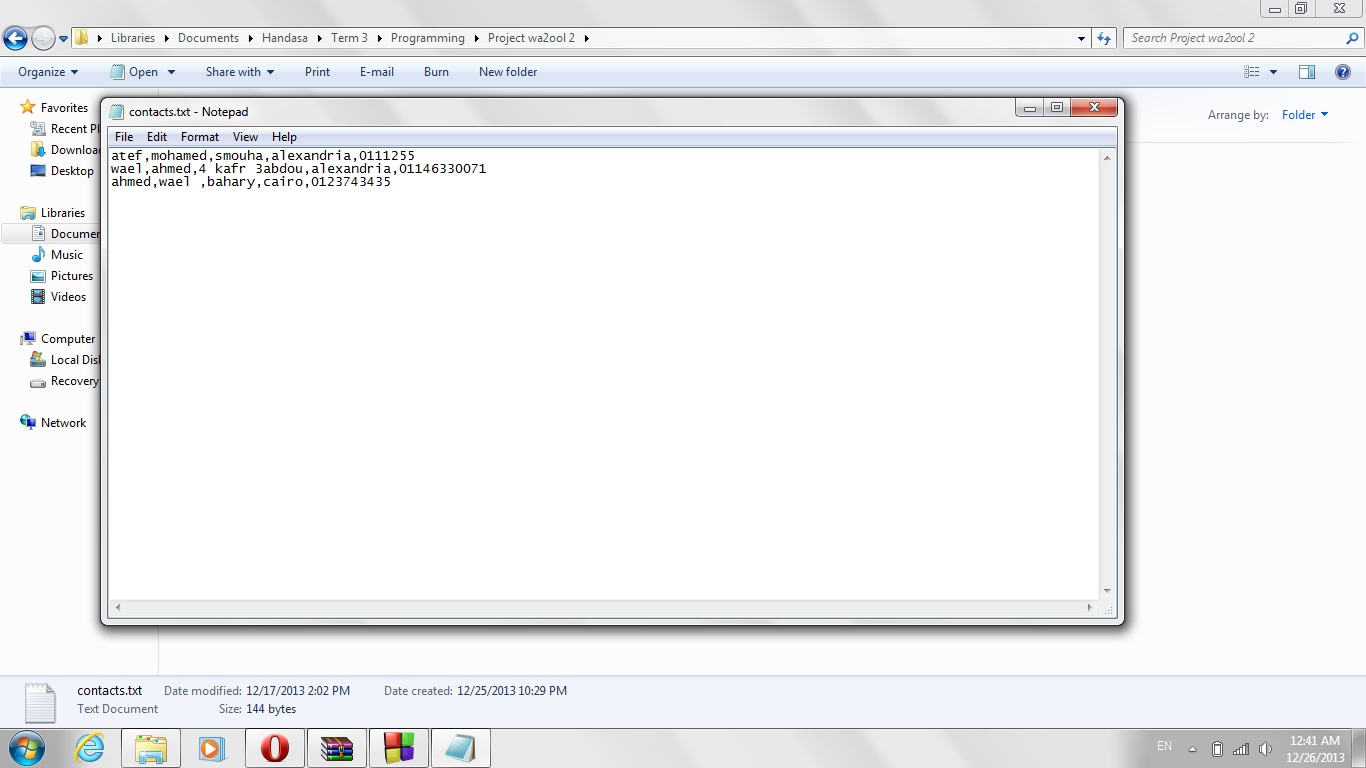 Libraries Documents Handasa Term 3 Programming Project wa2ool 2
Search Project wa2ool 2
Organize Open Share with Print E-mail Burn New folder
Arrange by: Folder
Favorites
Recent Pl
Downloa
Desktop
Libraries
Documen
Music
Pictures
Videos
Computer
Local Disk
Recovery
Network
contacts.txt - Notepad
File Edit Format View Help
atef,mohamed,smouha,alexandria,0111255
wael,ahmed,4 kafr 3abdou,alexandria,01146330071
ahmed,wael ,bahary,cairo,0123743435
contacts.txt Date modified: 12/17/2013 2:02 PM Date created: 12/25/2013 10:29 PM
Text Document Size: 144 bytes
EN
12:41 AM
12/26/2013